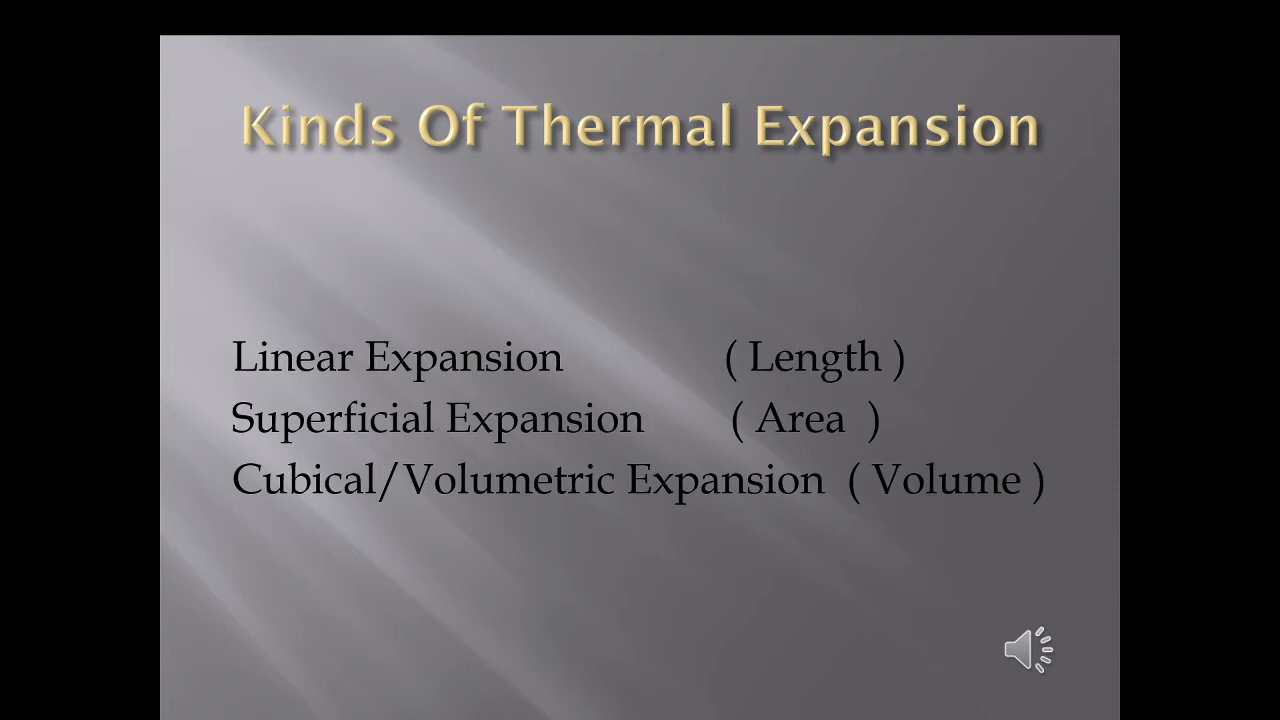 Kinds Of Thermal Expansion
Linear Expansion ( Length )
Superficial Expansion ( Area )
Cubical/Volumetric Expansion ( Volume )